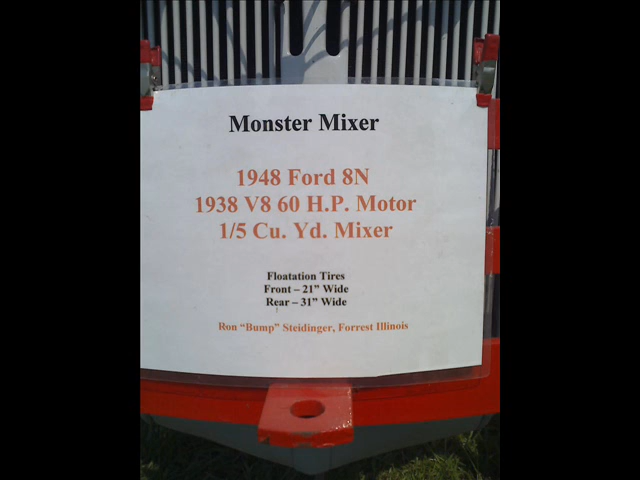 Monster Mixer
1948 Ford 8N
1938 V8 60 H.P. Motor
1/5 Cu. Yd. Mixer
Floatation Tires
Front – 21” Wide
Rear – 31” Wide
Ron “Bump” Steidinger, Forrest Illinois